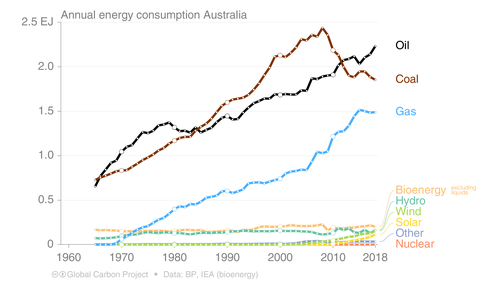 Annual energy consumption Australia
2.5 EJ
2.0
1.5
1.0
0.5
0
1960
1970
1980
1990
2000
2010
2018
Oil
Coal
Gas
Bioenergy excluding liquids
Hydro
Wind
Solar
Other
Nuclear
Global Carbon Project • Data: BP, IEA (bioenergy)